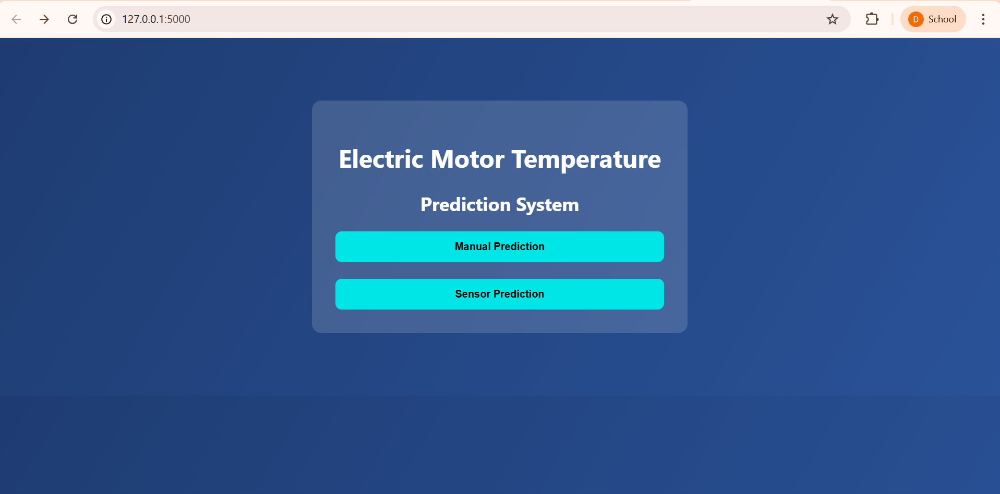 127.0.0.1:5000
D School
Electric Motor Temperature
Prediction System
Manual Prediction
Sensor Prediction